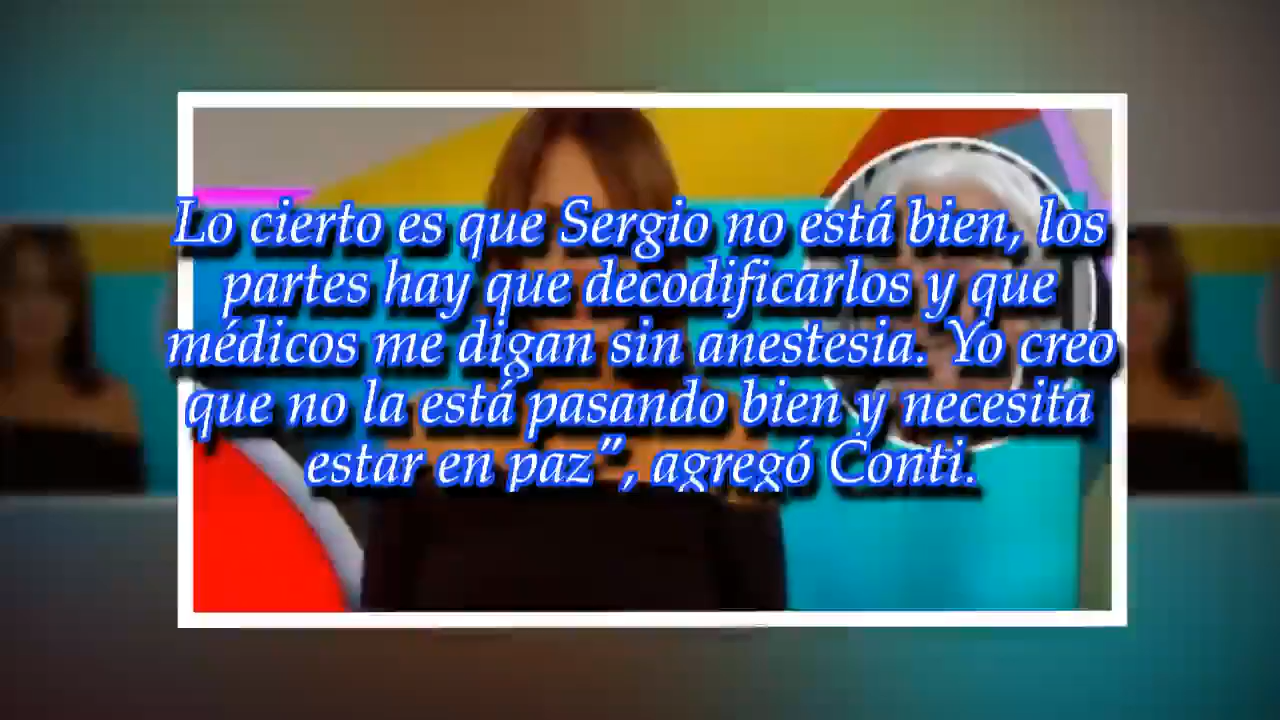 Lo cierto es que Sergio no está bien, los
partes hay que decodificarlos y que
médicos me digan sin anestesia. Yo creo
que no la está pasando bien y necesita
estar en paz”, agregó Conti.